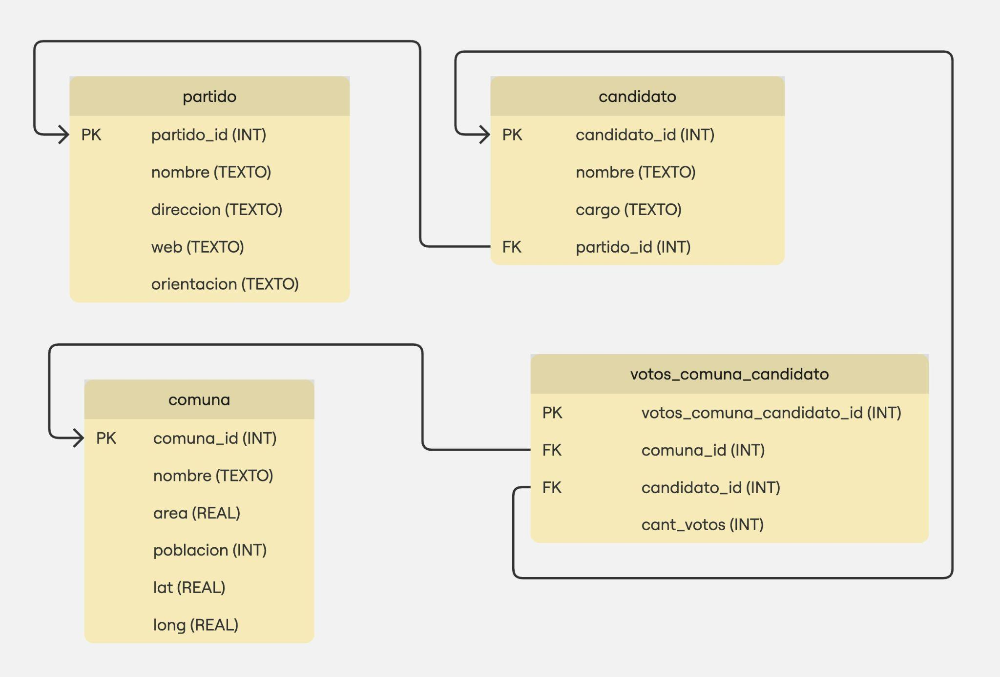 partido
PK partido_id (INT)
nombre (TEXTO)
direccion (TEXTO)
web (TEXTO)
orientacion (TEXTO)
candidato
PK candidato_id (INT)
nombre (TEXTO)
cargo (TEXTO)
FK partido_id (INT)
comuna
PK comuna_id (INT)
nombre (TEXTO)
area (REAL)
poblacion (INT)
lat (REAL)
long (REAL)
votos_comuna_candidato
PK votos_comuna_candidato_id (INT)
FK comuna_id (INT)
FK candidato_id (INT)
cant_votos (INT)